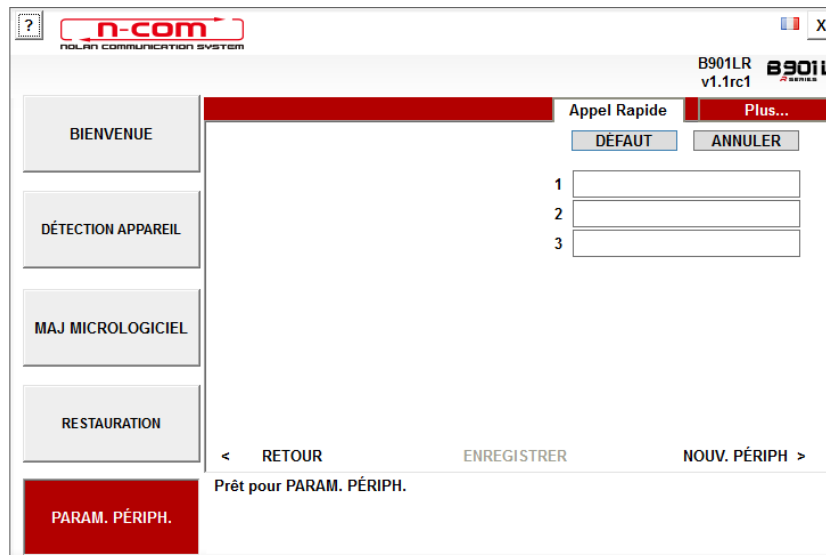 ?
n-com
NOLAN COMMUNICATION SYSTEM
X
B901LR
v1.1rc1
B901L
R SERIES
BIENVENUE
Appel Rapide
Plus...
DÉFAUT
ANNULER
1
2
3
DÉTECTION APPAREIL
MAJ MICROLOGICIEL
RESTAURATION
< RETOUR
ENREGISTRER
NOUV. PÉRIPH >
PARAM. PÉRIPH.
Prêt pour PARAM. PÉRIPH.